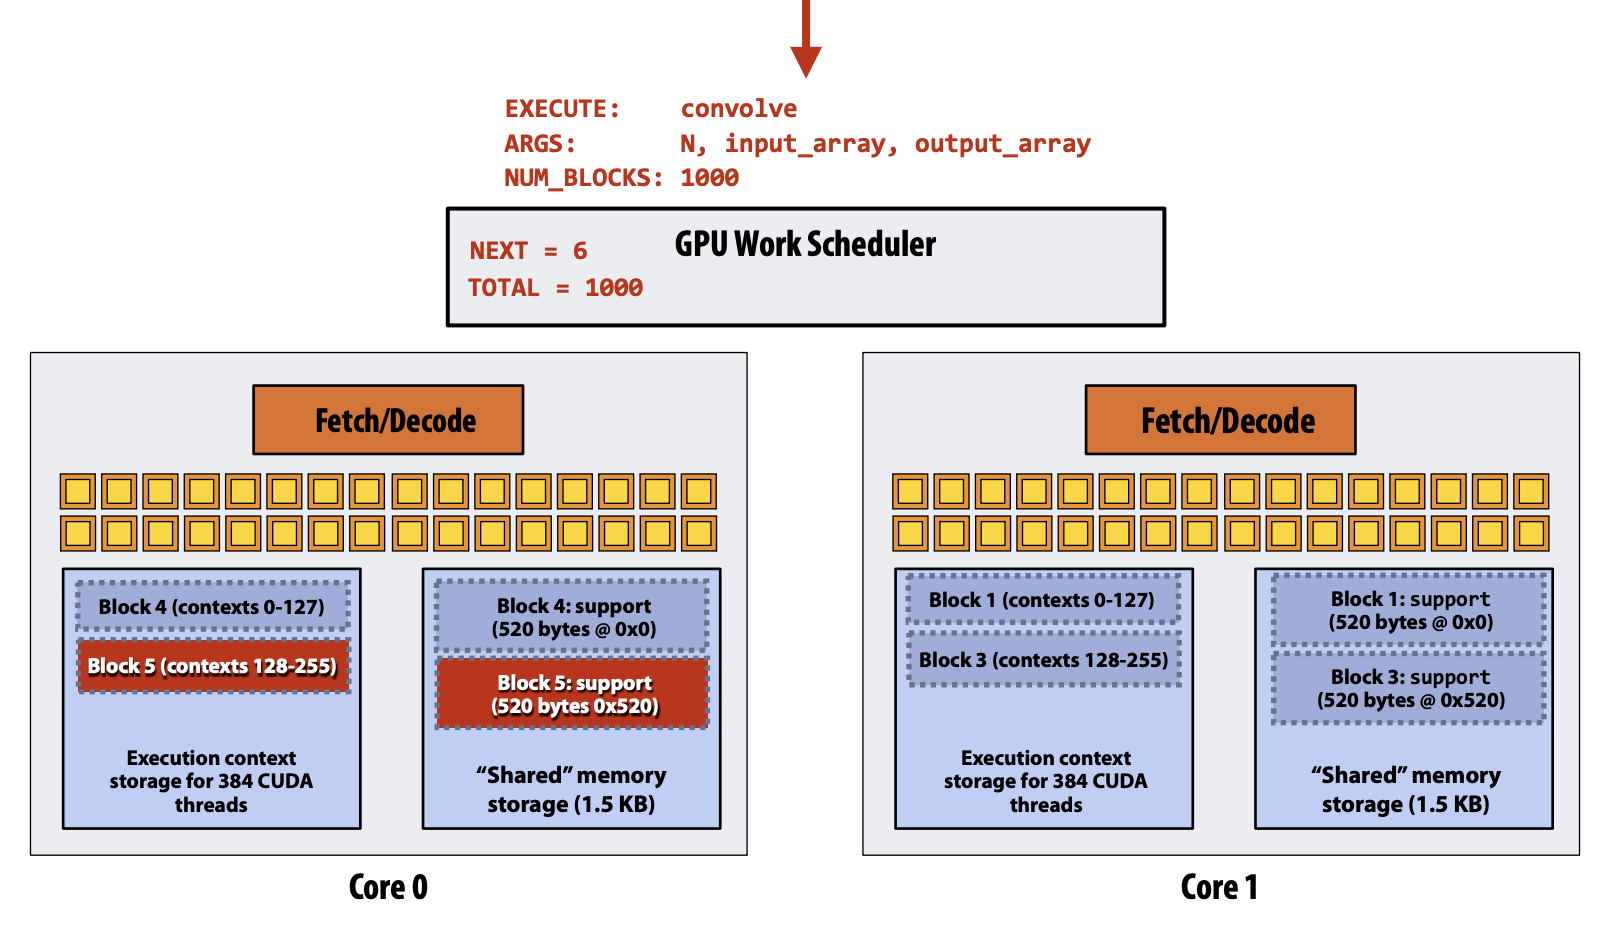 EXECUTE: convolve
ARGS: N, input_array, output_array
NUM_BLOCKS: 1000
GPU Work Scheduler
NEXT = 6
TOTAL = 1000
Fetch/Decode
Block 4 (contexts 0-127)
Block 5 (contexts 128-255)
Execution context
storage for 384 CUDA
threads
Block 4: support
(520 bytes @ 0x0)
Block 5: support
(520 bytes 0x520)
“Shared” memory
storage (1.5 KB)
Core 0
Fetch/Decode
Block 1 (contexts 0-127)
Block 3 (contexts 128-255)
Execution context
storage for 384 CUDA
threads
Block 1: support
(520 bytes @ 0x0)
Block 3: support
(520 bytes @ 0x520)
“Shared” memory
storage (1.5 KB)
Core 1